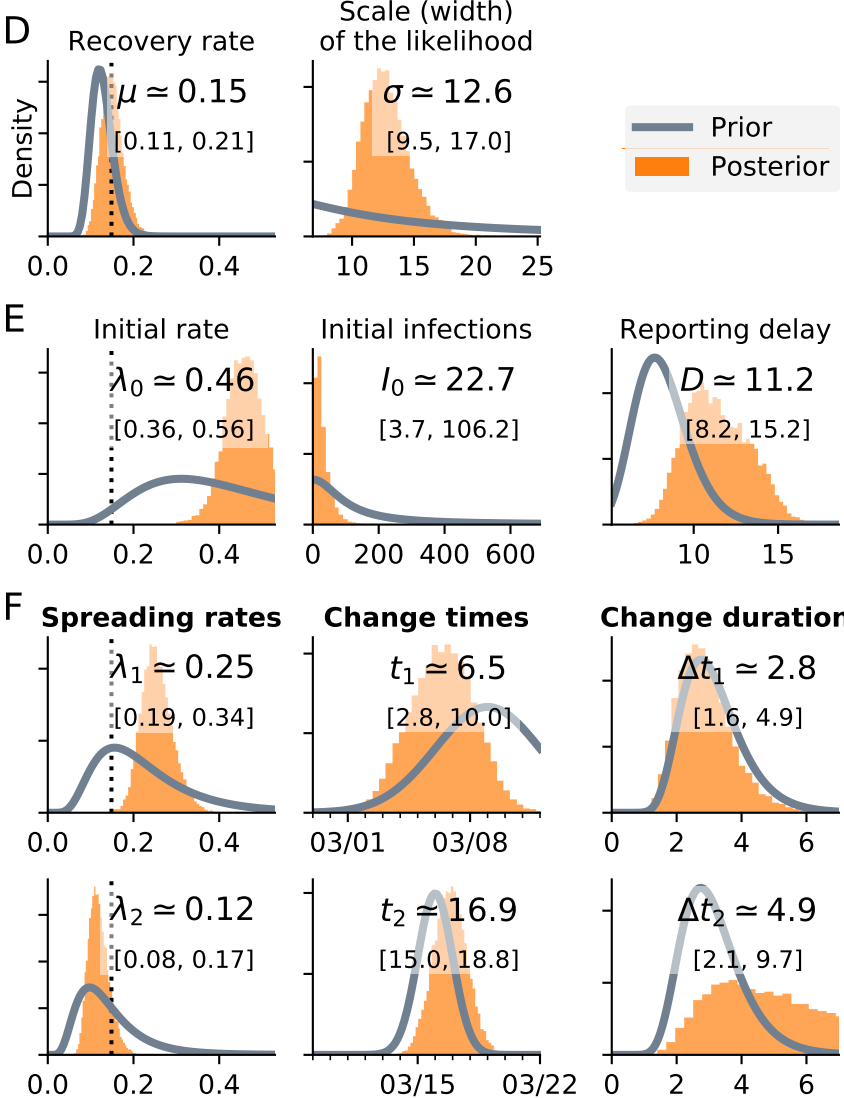 D
Recovery rate
Scale (width)
of the likelihood
Density
μ ≃ 0.15
[0.11, 0.21]
0.0 0.2 0.4
σ ≃ 12.6
[9.5, 17.0]
10 15 20 25
Prior
Posterior
E
Initial rate
λ0 ≃ 0.46
[0.36, 0.56]
0.0 0.2 0.4
Initial infections
I0 ≃ 22.7
[3.7, 106.2]
0 200 400 600
Reporting delay
D ≃ 11.2
[8.2, 15.2]
10 15
F
Spreading rates
λ1 ≃ 0.25
[0.19, 0.34]
0.0 0.2 0.4
Change times
t1 ≃ 6.5
[2.8, 10.0]
03/01 03/08
Change duration
Δt1 ≃ 2.8
[1.6, 4.9]
0 2 4 6
λ2 ≃ 0.12
[0.08, 0.17]
0.0 0.2 0.4
t2 ≃ 16.9
[15.0, 18.8]
03/15 03/22
Δt2 ≃ 4.9
[2.1, 9.7]
0 2 4 6